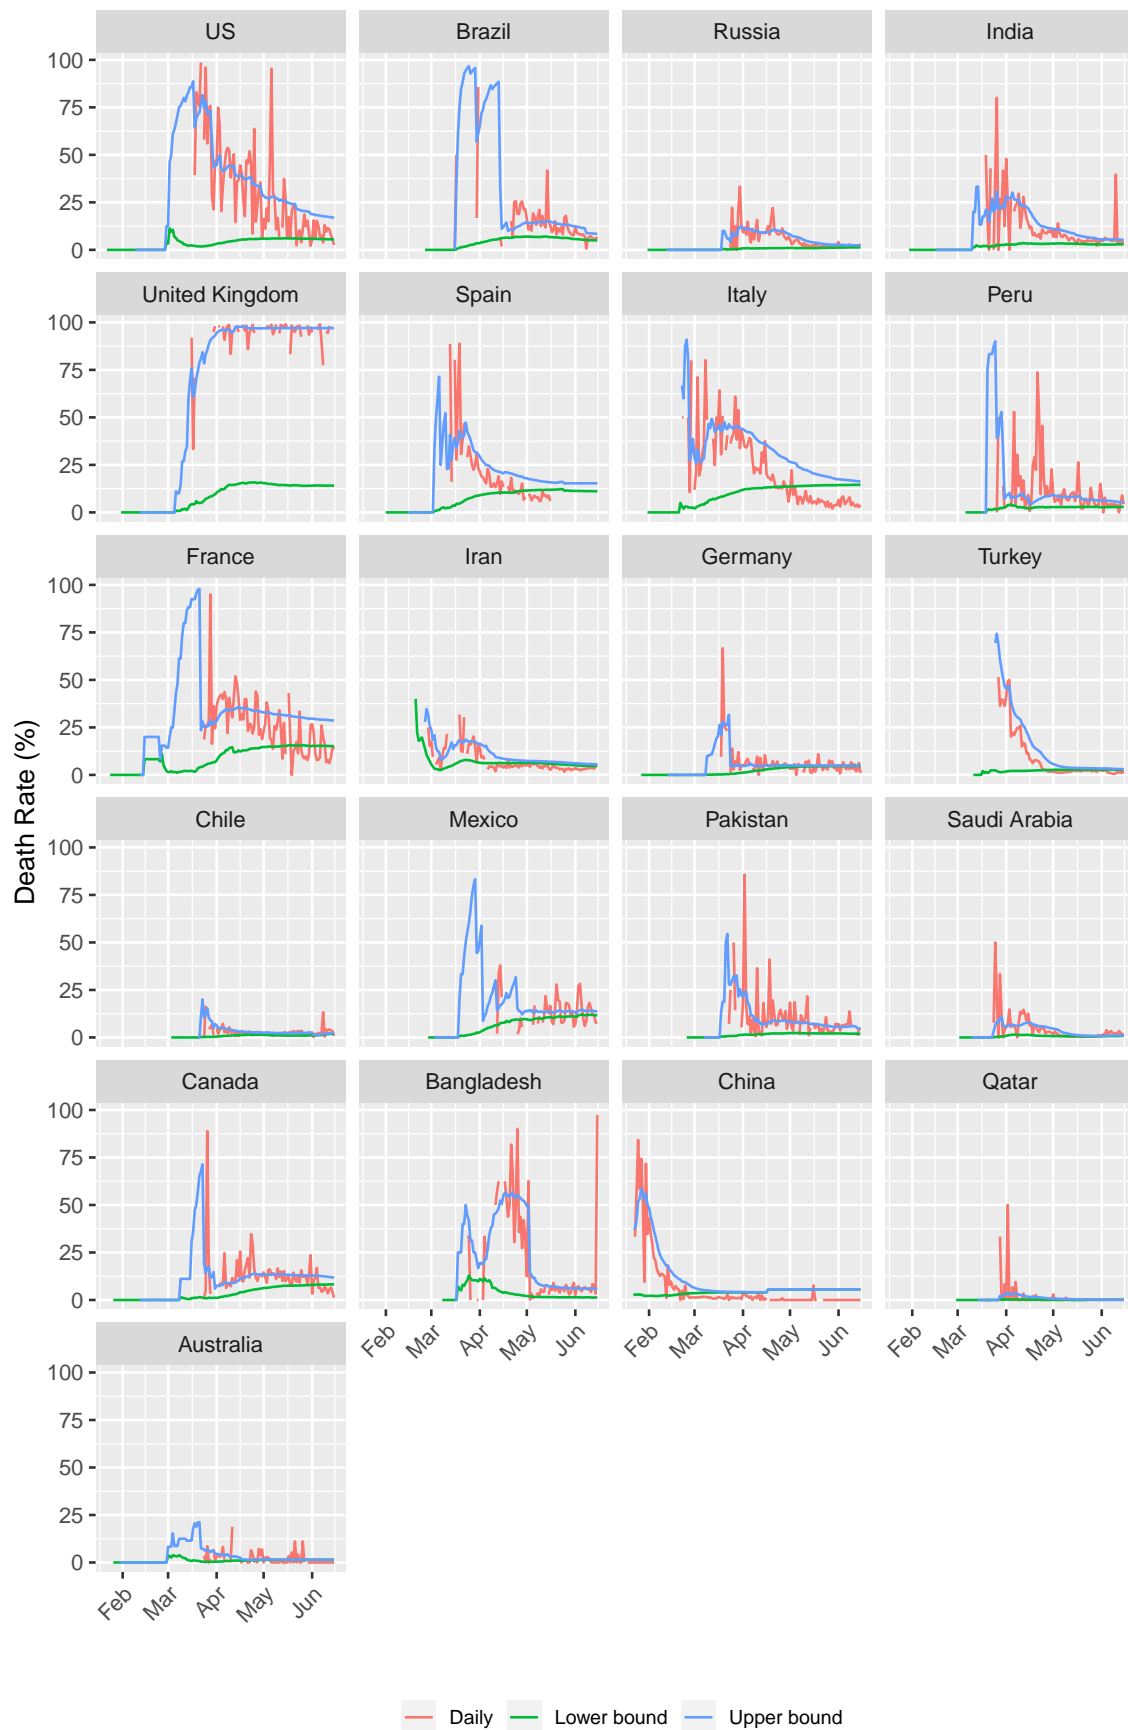 US
Brazil
Russia
India
100
75
50
25
0
United Kingdom
Spain
Italy
Peru
100
75
50
25
0
France
Iran
Germany
Turkey
100
75
50
25
0
Death Rate (%)
Chile
Mexico
Pakistan
Saudi Arabia
100
75
50
25
0
Canada
Bangladesh
China
Qatar
100
75
50
25
0
Feb Mar Apr May Jun
Feb Mar Apr May Jun
Feb Mar Apr May Jun
Australia
100
75
50
25
0
Feb Mar Apr May Jun
Daily Lower bound Upper bound